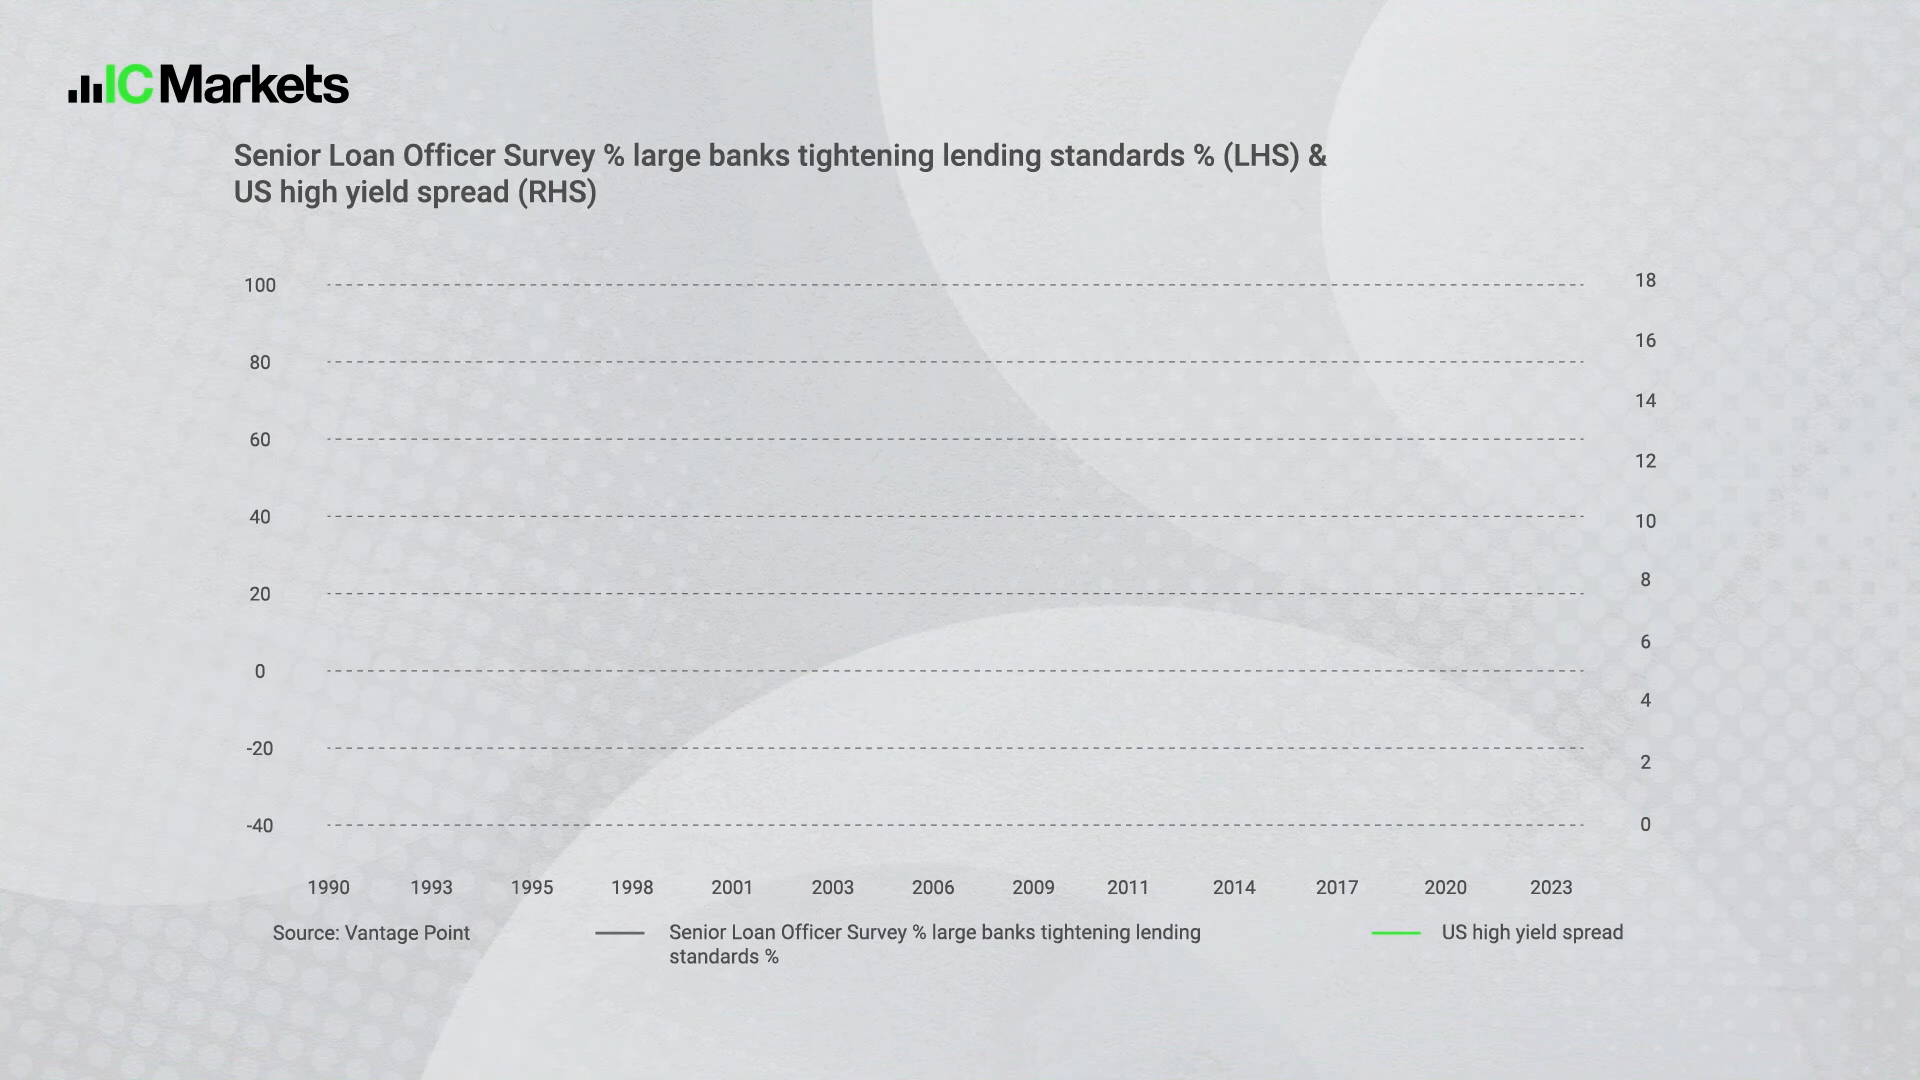 IC Markets
Senior Loan Officer Survey % large banks tightening lending standards % (LHS) &
US high yield spread (RHS)
100
80
60
40
20
0
-20
-40
18
16
14
12
10
8
6
4
2
0
1990 1993 1995 1998 2001 2003 2006 2009 2011 2014 2017 2020 2023
Source: Vantage Point
Senior Loan Officer Survey % large banks tightening lending
standards %
US high yield spread